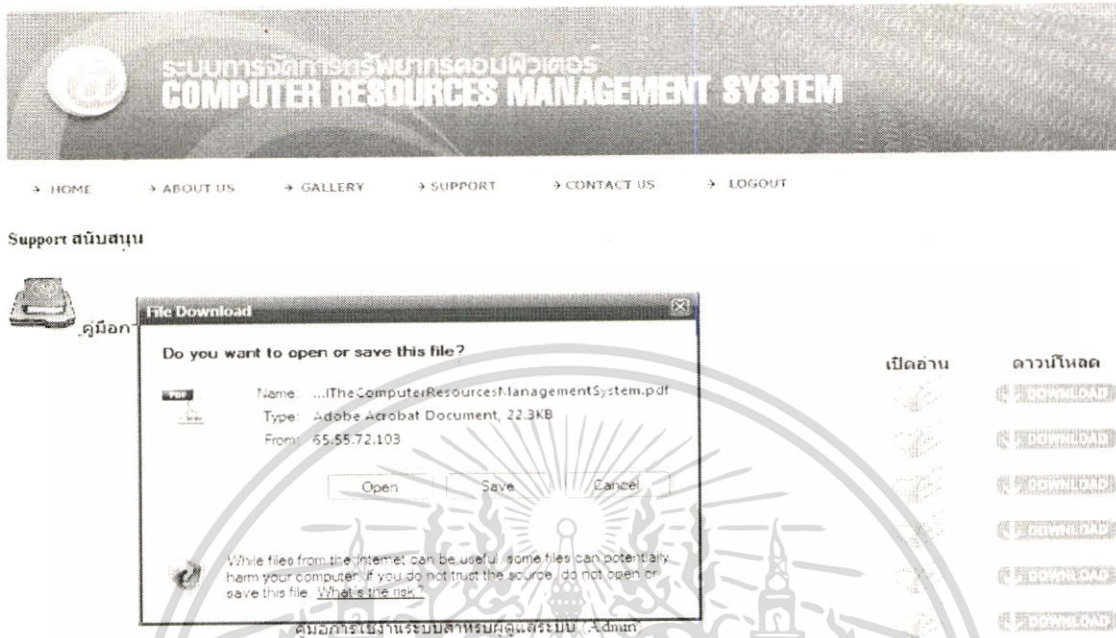 ระบบการจัดการทรัพยากรคอมพิวเตอร์
COMPUTER RESOURCES MANAGEMENT SYSTEM
→ HOME → ABOUT US → GALLERY → SUPPORT → CONTACT US → LOGOUT
Support สนับสนุน
คู่มือก
File Download
Do you want to open or save this file?
เปิดอ่าน ดาวน์โหลด
PDF Name: ...lTheComputerResourcesManagementSystem.pdf
Type: Adobe Acrobat Document, 22.3KB
From: 65.55.72.103
DOWNLOAD
DOWNLOAD
DOWNLOAD
DOWNLOAD
DOWNLOAD
DOWNLOAD
Open Save Cancel
While files from the Internet can be useful, some files can potentially
harm your computer. If you do not trust the source, do not open or
save this file. What's the risk?
คู่มือการใช้งานระบบสำหรับผู้ดูแลระบบ (Admin)